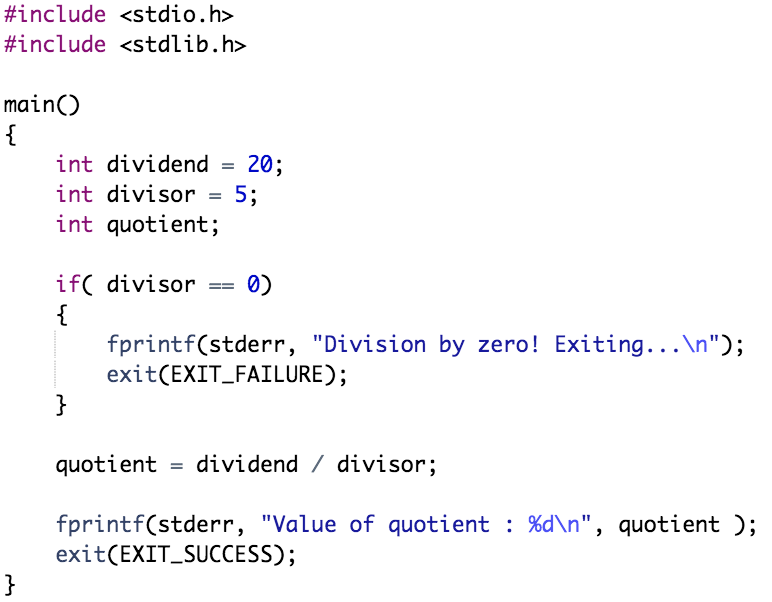 #include <stdio.h>
#include <stdlib.h>
main()
{
    int dividend = 20;
    int divisor = 5;
    int quotient;
    if( divisor == 0)
    {
        fprintf(stderr, "Division by zero! Exiting...\n");
        exit(EXIT_FAILURE);
    }
    quotient = dividend / divisor;
    fprintf(stderr, "Value of quotient : %d\n", quotient );
    exit(EXIT_SUCCESS);
}